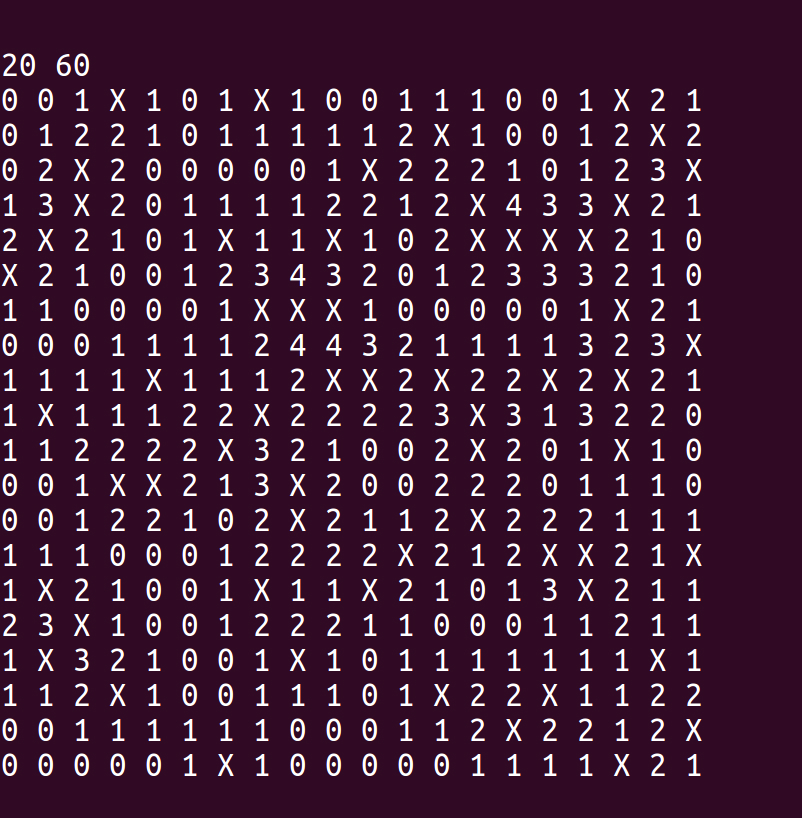 20 60
0 0 1 X 1 0 1 X 1 0 0 1 1 1 0 0 1 X 2 1
0 1 2 2 1 0 1 1 1 1 1 2 X 1 0 0 1 2 X 2
0 2 X 2 0 0 0 0 0 1 X 2 2 2 1 0 1 2 3 X
1 3 X 2 0 1 1 1 1 2 2 1 2 X 4 3 3 X 2 1
2 X 2 1 0 1 X 1 1 X 1 0 2 X X X X 2 1 0
X 2 1 0 0 1 2 3 4 3 2 0 1 2 3 3 3 2 1 0
1 1 0 0 0 0 1 X X X 1 0 0 0 0 0 1 X 2 1
0 0 0 1 1 1 1 2 4 4 3 2 1 1 1 1 3 2 3 X
1 1 1 1 X 1 1 1 2 X X 2 X 2 2 X 2 X 2 1
1 X 1 1 1 2 2 X 2 2 2 2 3 X 3 1 3 2 2 0
1 1 2 2 2 2 X 3 2 1 0 0 2 X 2 0 1 X 1 0
0 0 1 X X 2 1 3 X 2 0 0 2 2 2 0 1 1 1 0
0 0 1 2 2 1 0 2 X 2 1 1 2 X 2 2 2 1 1 1
1 1 1 0 0 0 1 2 2 2 2 X 2 1 2 X X 2 1 X
1 X 2 1 0 0 1 X 1 1 X 2 1 0 1 3 X 2 1 1
2 3 X 1 0 0 1 2 2 2 1 1 0 0 0 1 1 2 1 1
1 X 3 2 1 0 0 1 X 1 0 1 1 1 1 1 1 1 X 1
1 1 2 X 1 0 0 1 1 1 0 1 X 2 2 X 1 1 2 2
0 0 1 1 1 1 1 1 0 0 0 1 1 2 X 2 2 1 2 X
0 0 0 0 0 1 X 1 0 0 0 0 0 1 1 1 1 X 2 1